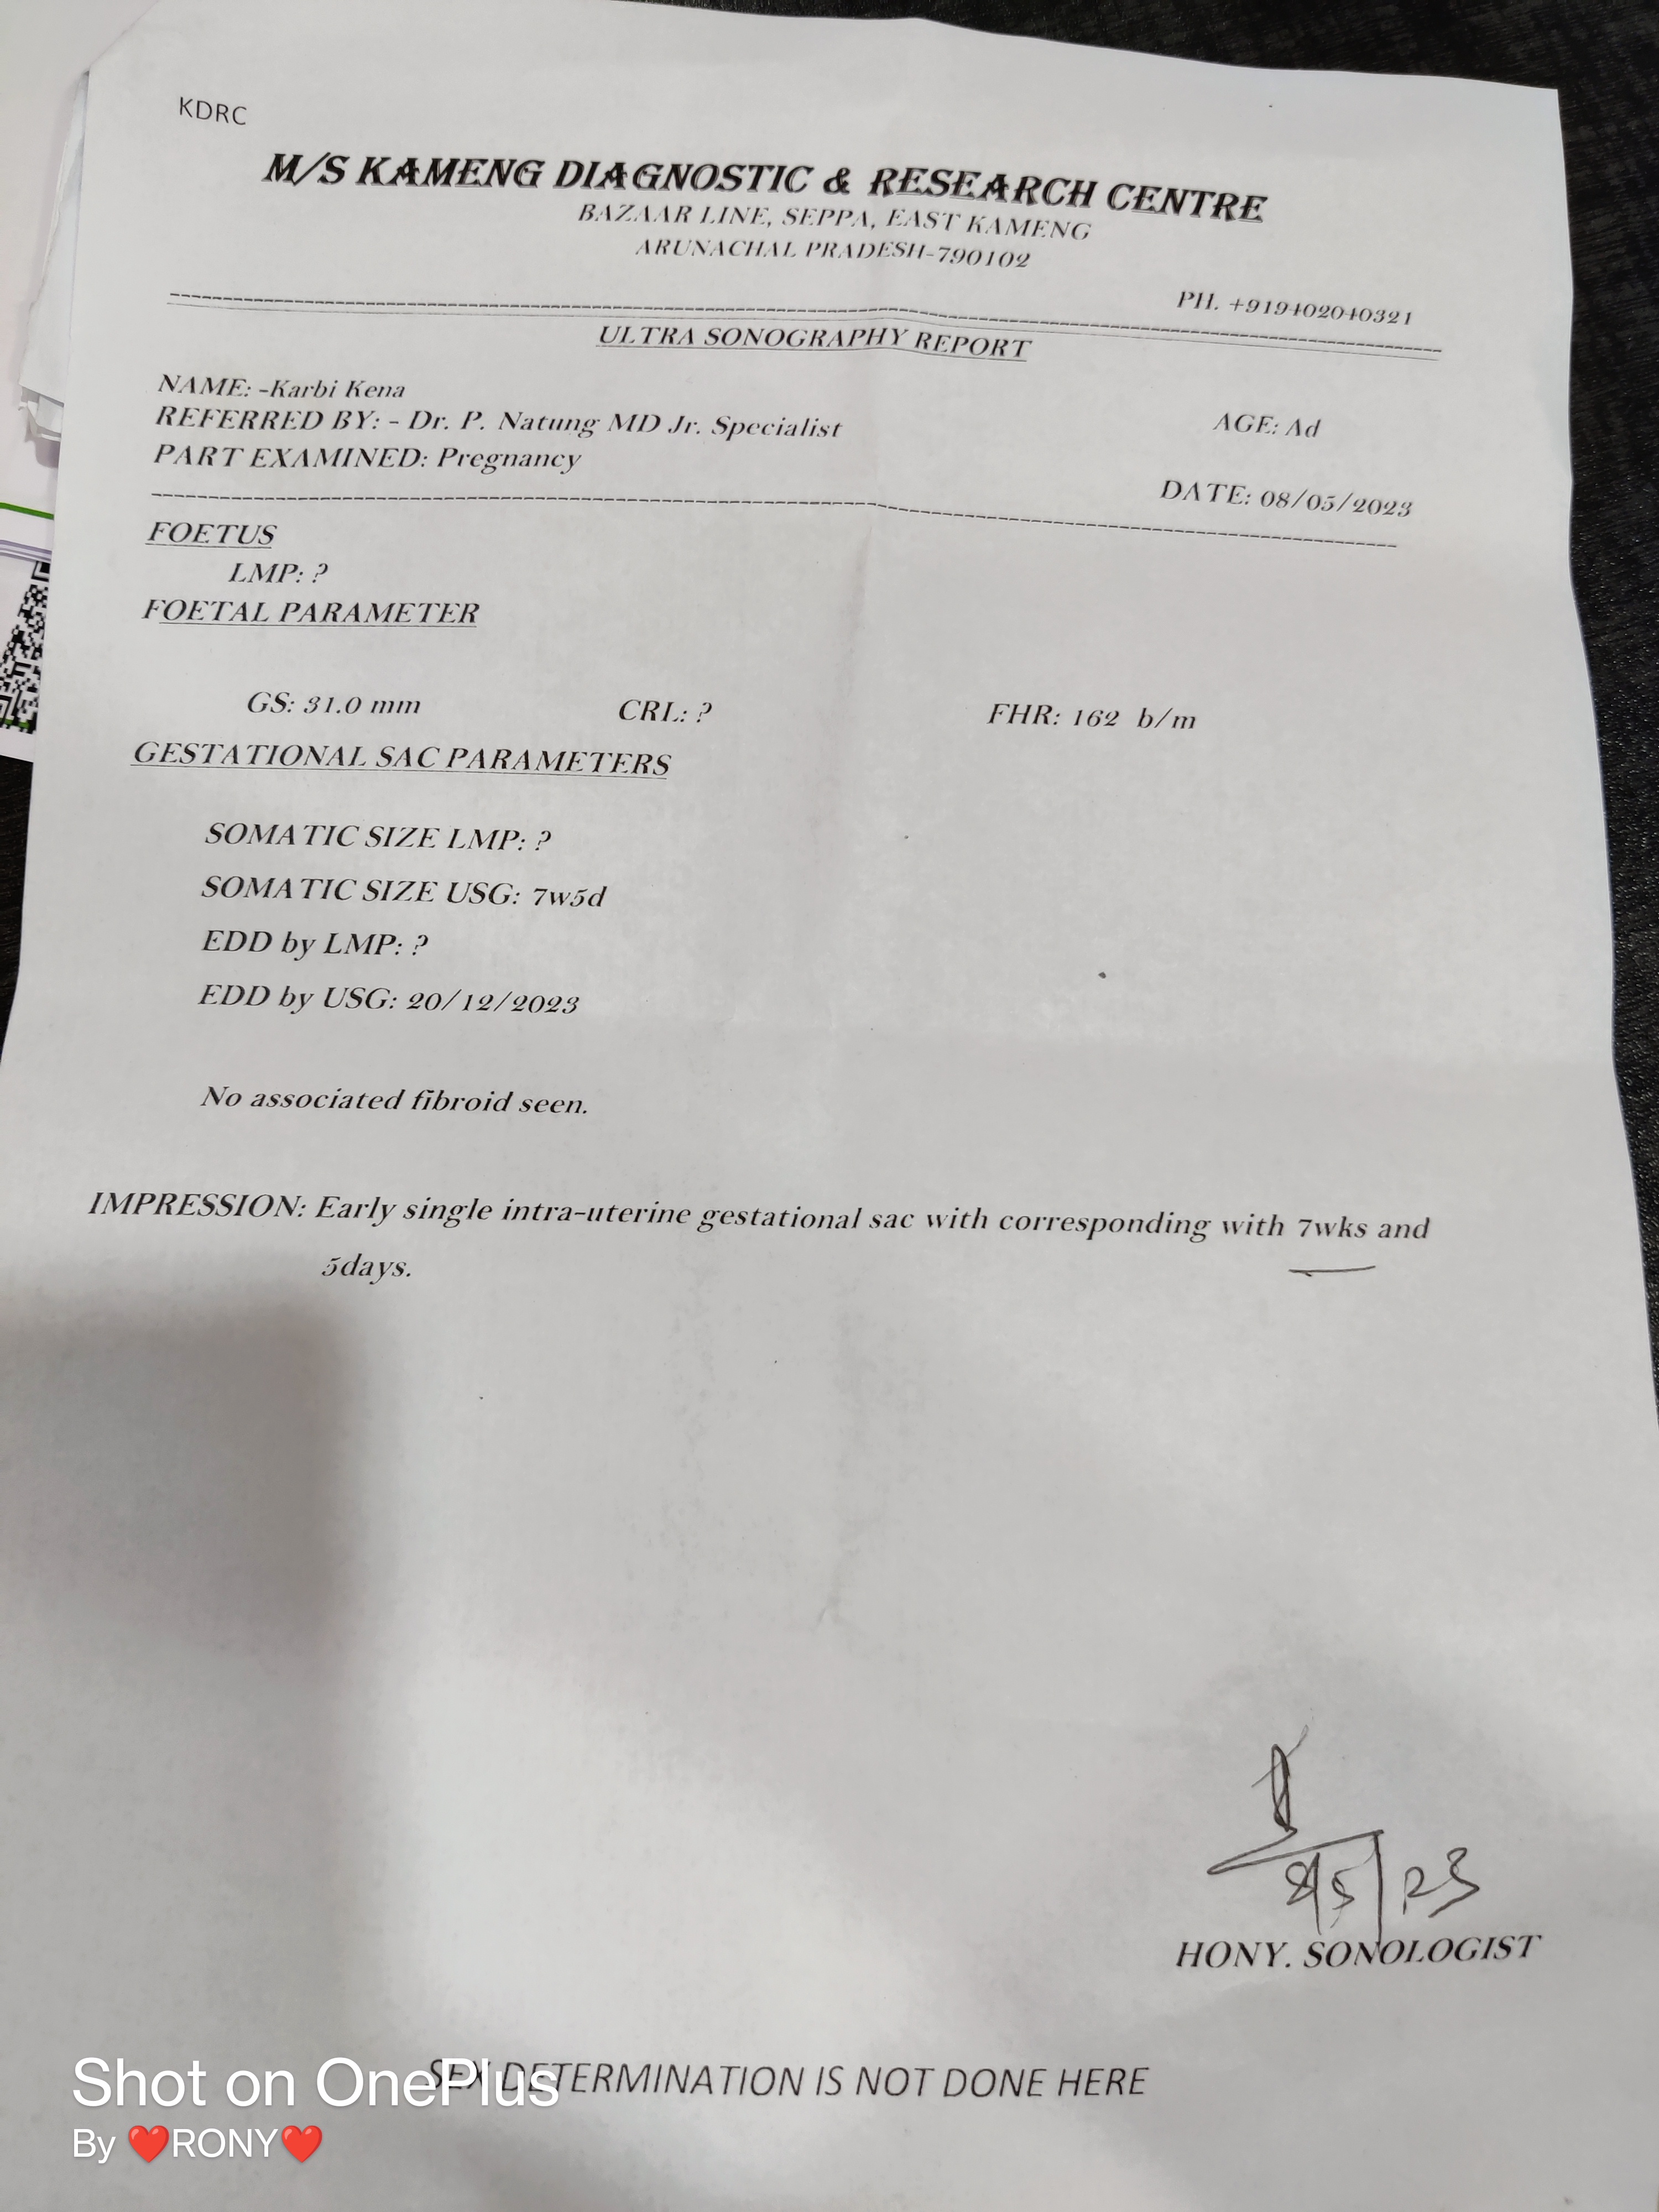 KDRC
M/S KAMENG DIAGNOSTIC & RESEARCH CENTRE
BAZAAR LINE, SEPPA, EAST KAMENG
ARUNACHAL PRADESH-790102
PH. +919402040321
ULTRA SONOGRAPHY REPORT
NAME: -Karbi Kena
REFERRED BY: - Dr. P. Natung MD Jr. Specialist AGE: Ad
PART EXAMINED: Pregnancy
DATE: 08/05/2023
FOETUS
LMP: ?
FOETAL PARAMETER
GS: 31.0 mm CRL: ? FHR: 162 b/m
GESTATIONAL SAC PARAMETERS
SOMATIC SIZE LMP: ?
SOMATIC SIZE USG: 7w5d
EDD by LMP: ?
EDD by USG: 20/12/2023
No associated fibroid seen.
IMPRESSION: Early single intra-uterine gestational sac with corresponding with 7wks and
5days.
8/5/23
HONY. SONOLOGIST
SEX DETERMINATION IS NOT DONE HERE
Shot on OnePlus
By ❤️RONY❤️